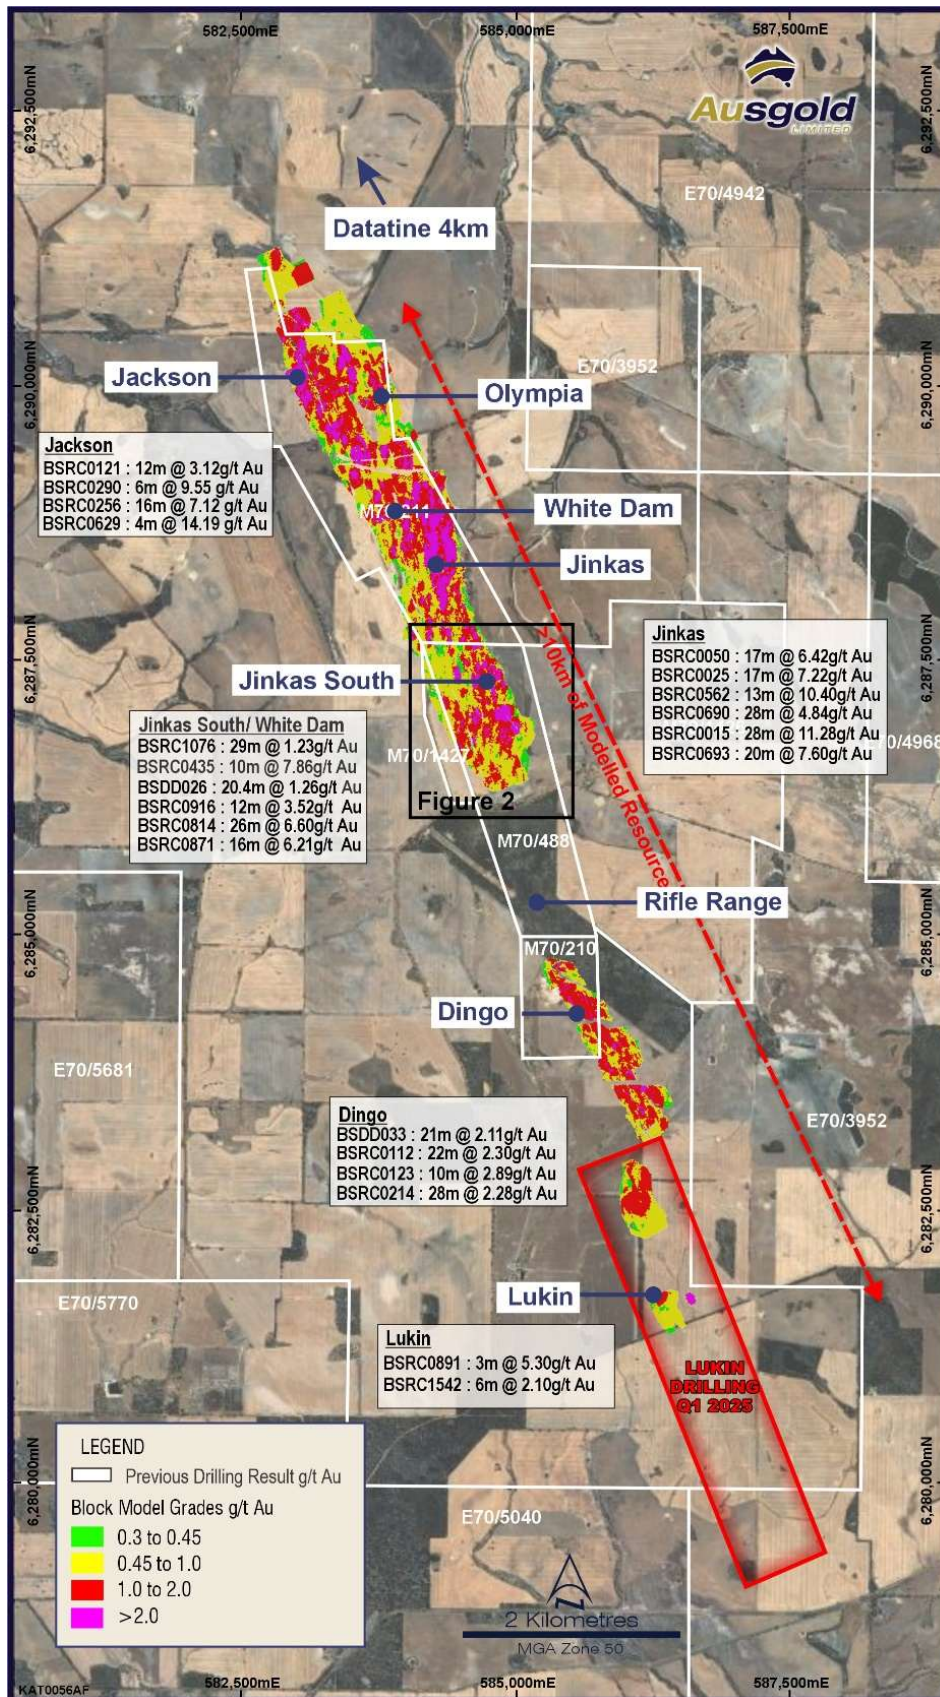 582,500mE
585,000mE
587,500mE
6,292,500mN
6,292,500mN
Ausgold
LIMITED
E70/4942
Datatine 4km
E70/3952
Jackson
Olympia
6,290,000mN
6,290,000mN
Jackson
BSRC0121 : 12m @ 3.12g/t Au
BSRC0290 : 6m @ 9.55 g/t Au
BSRC0256 : 16m @ 7.12 g/t Au
BSRC0629 : 4m @ 14.19 g/t Au
White Dam
Jinkas
>10km of Modelled Resource
Jinkas
BSRC0050 : 17m @ 6.42g/t Au
BSRC0025 : 17m @ 7.22g/t Au
BSRC0562 : 13m @ 10.40g/t Au
BSRC0690 : 28m @ 4.84g/t Au
BSRC0015 : 28m @ 11.28g/t Au
BSRC0693 : 20m @ 7.60g/t Au
6,287,500mN
6,287,500mN
Jinkas South
Jinkas South/ White Dam
BSRC1076 : 29m @ 1.23g/t Au
BSRC0435 : 10m @ 7.86g/t Au
BSDD026 : 20.4m @ 1.26g/t Au
BSRC0916 : 12m @ 3.52g/t Au
BSRC0814 : 26m @ 6.60g/t Au
BSRC0871 : 16m @ 6.21g/t Au
M70/1427
Figure 2
M70/488
Rifle Range
6,285,000mN
6,285,000mN
M70/210
Dingo
E70/5681
E70/3952
Dingo
BSDD033 : 21m @ 2.11g/t Au
BSRC0112 : 22m @ 2.30g/t Au
BSRC0123 : 10m @ 2.89g/t Au
BSRC0214 : 28m @ 2.28g/t Au
6,282,500mN
6,282,500mN
E70/5770
Lukin
Lukin
BSRC0891 : 3m @ 5.30g/t Au
BSRC1542 : 6m @ 2.10g/t Au
LUKIN
DRILLING
Q1 2025
6,280,000mN
6,280,000mN
LEGEND
Previous Drilling Result g/t Au
Block Model Grades g/t Au
0.3 to 0.45
0.45 to 1.0
1.0 to 2.0
>2.0
E70/5040
2 Kilometres
MGA Zone 50
582,500mE
585,000mE
587,500mE
KAT0056AF